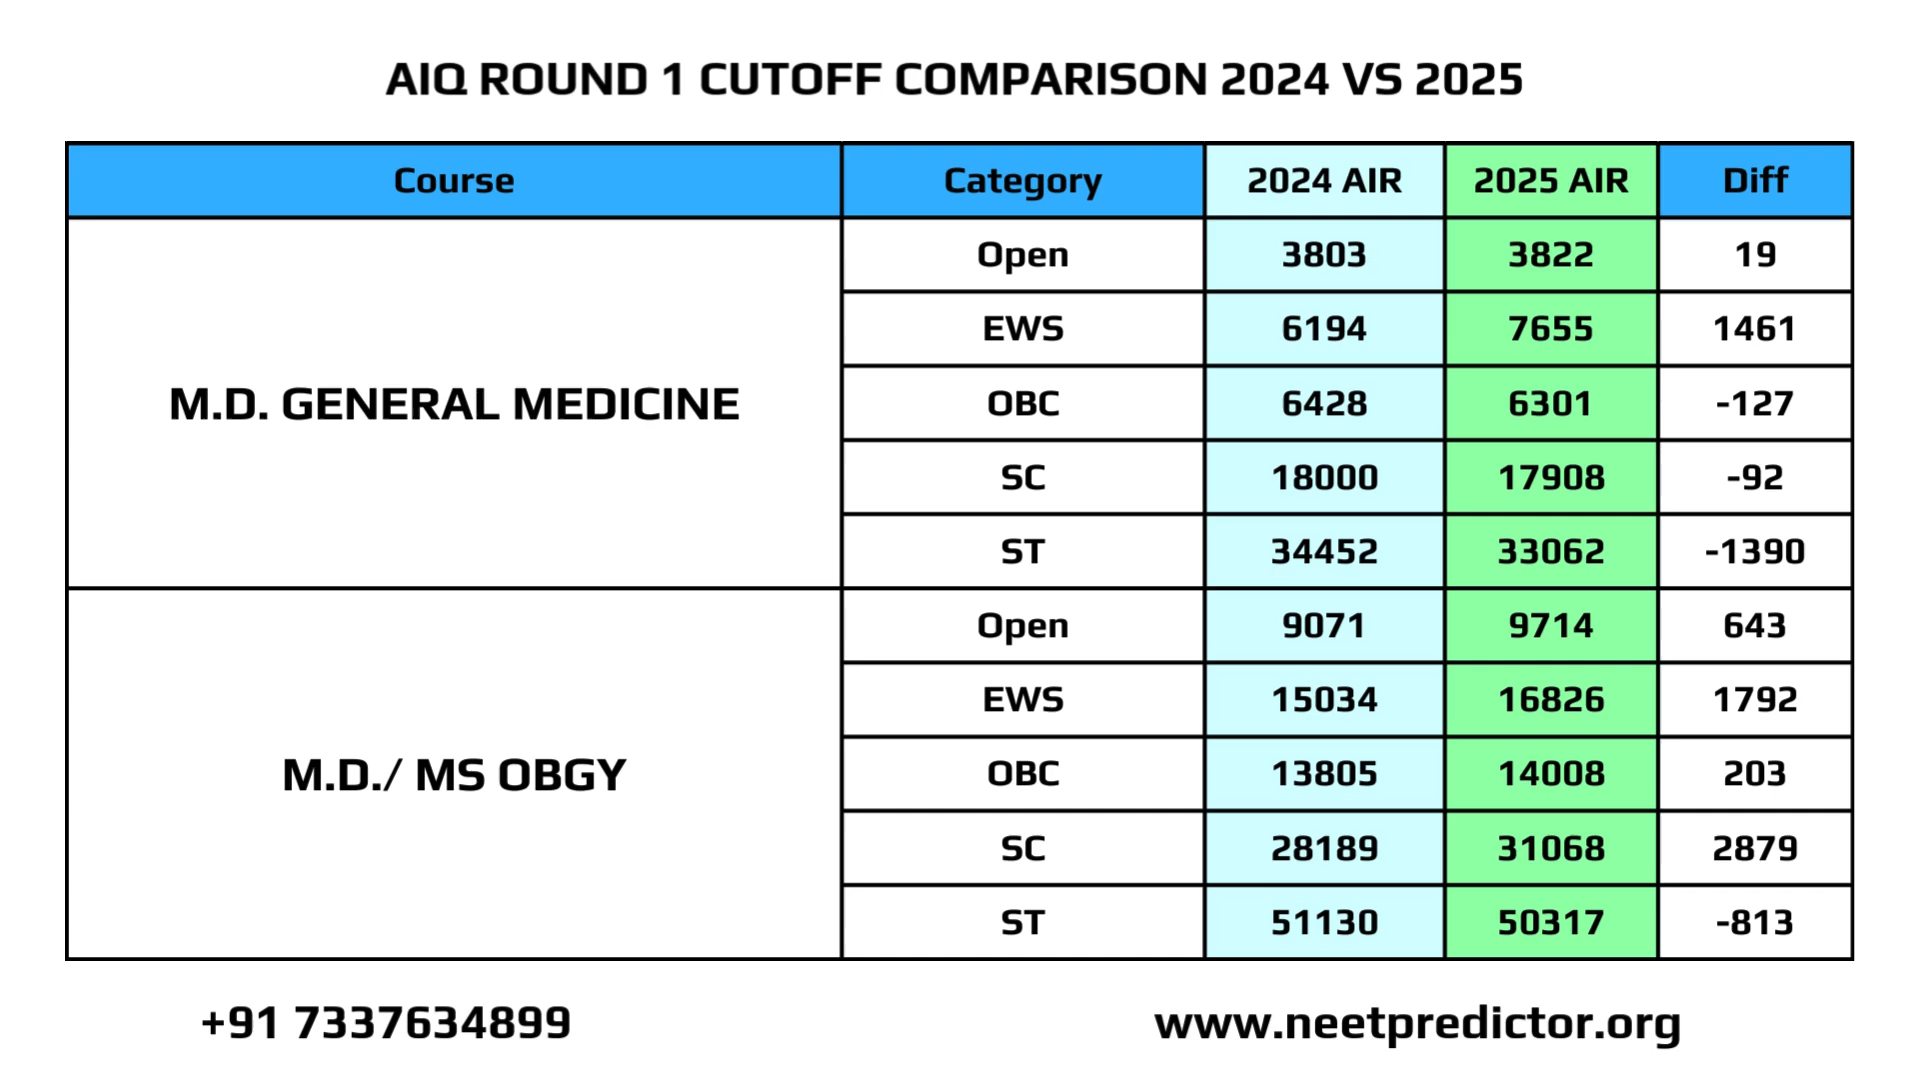 AIQ ROUND 1 CUTOFF COMPARISON 2024 VS 2025
Course Category 2024 AIR 2025 AIR Diff
M.D. GENERAL MEDICINE
Open 3803 3822 19
EWS 6194 7655 1461
OBC 6428 6301 -127
SC 18000 17908 -92
ST 34452 33062 -1390
M.D./ MS OBGY
Open 9071 9714 643
EWS 15034 16826 1792
OBC 13805 14008 203
SC 28189 31068 2879
ST 51130 50317 -813
+91 7337634899
www.neetpredictor.org